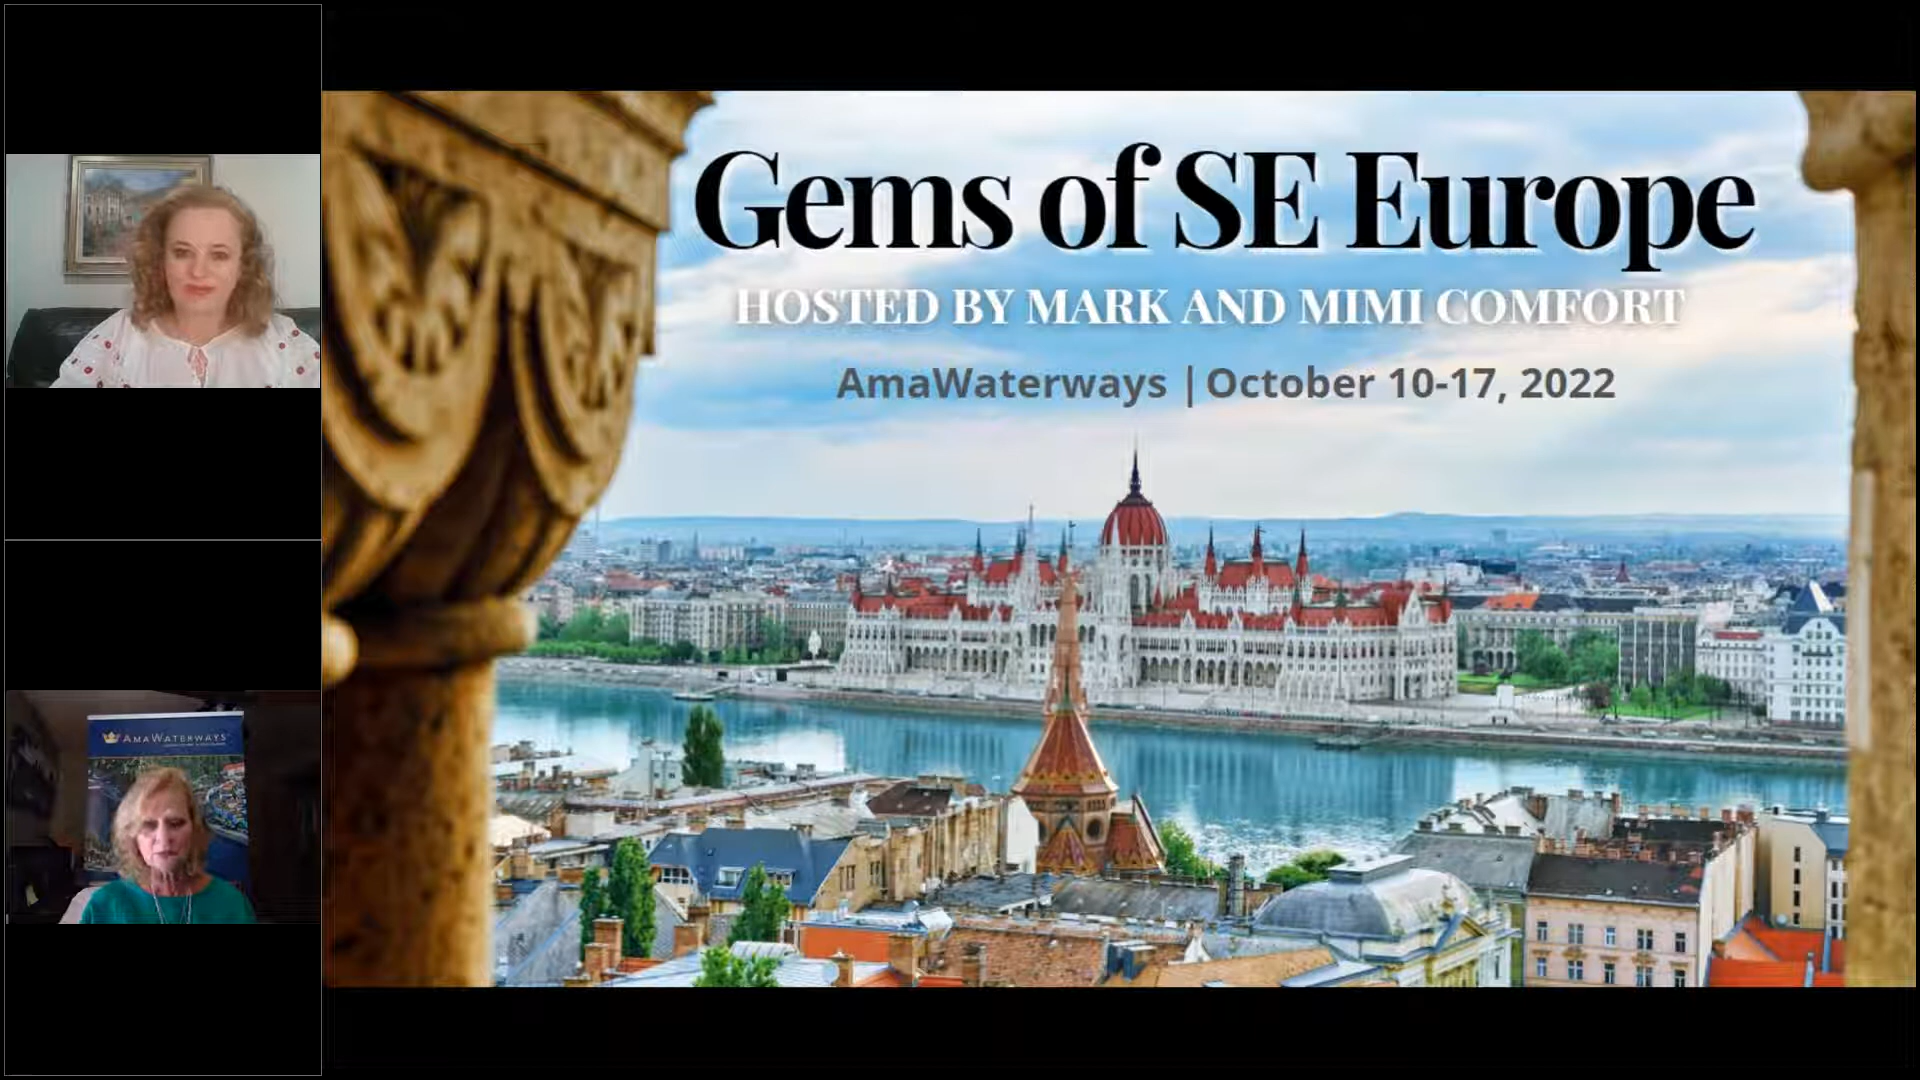 Gems of SE Europe
HOSTED BY MARK AND MIMI COMFORT
AmaWaterways | October 10-17, 2022
AMAWATERWAYS